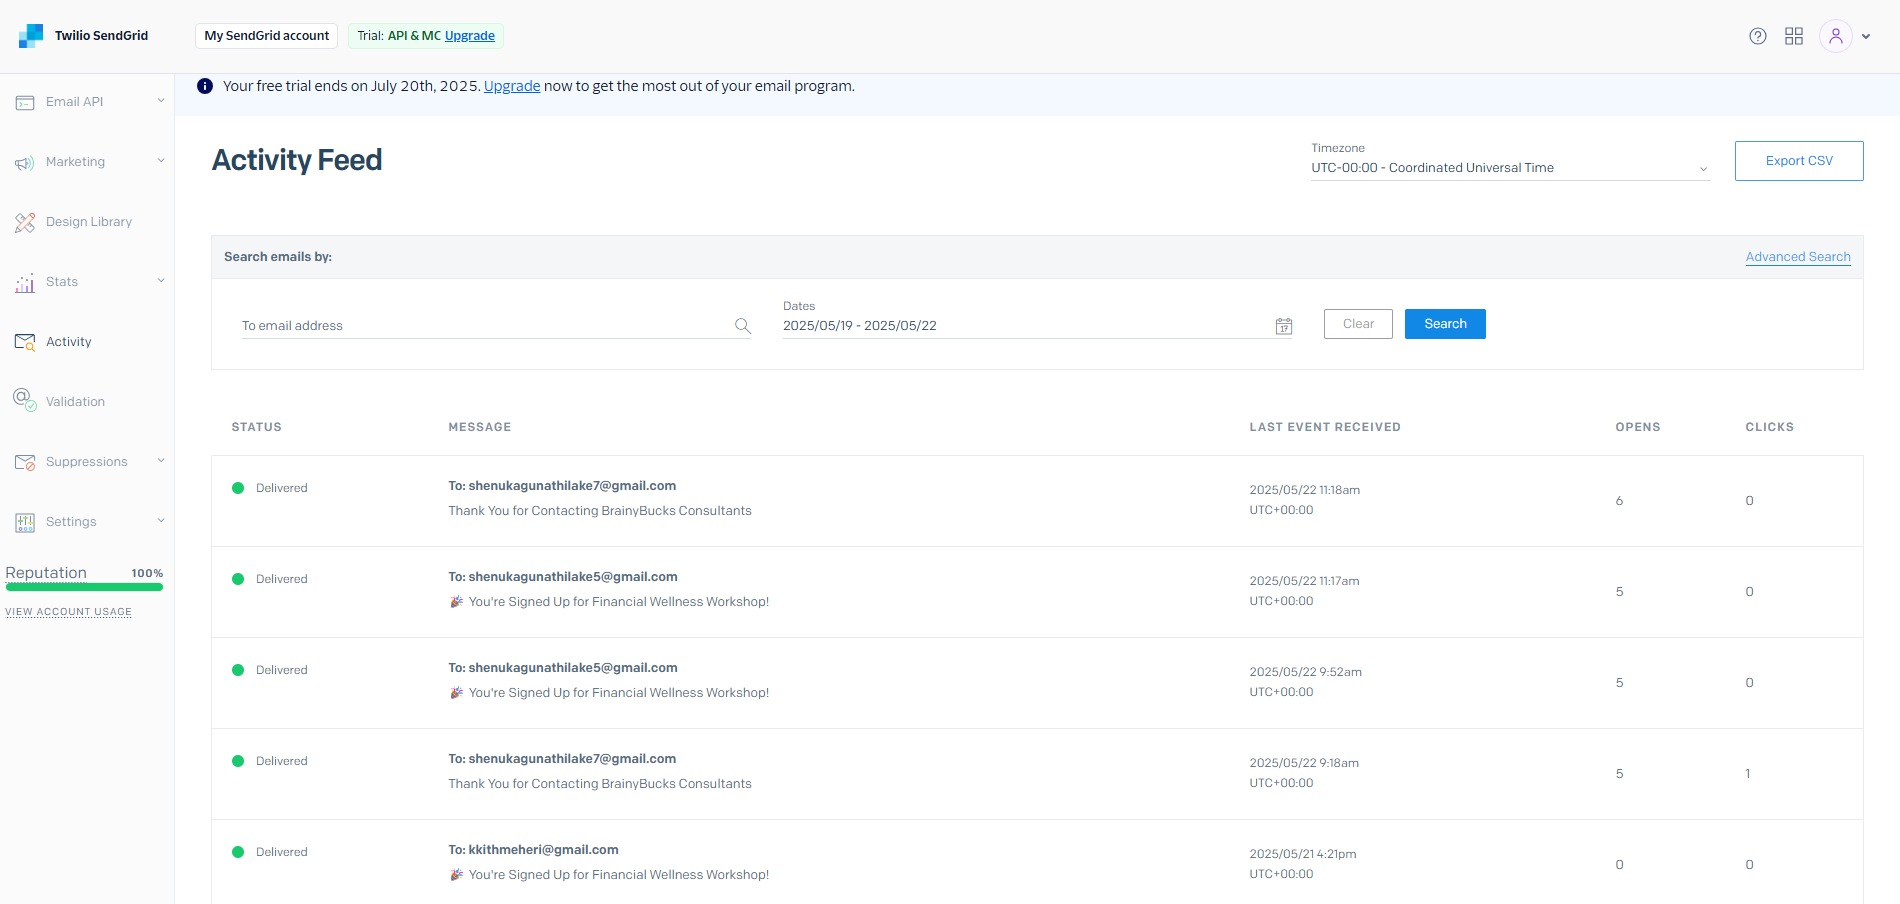 Twilio SendGrid
My SendGrid account
Trial: API & MC Upgrade
Your free trial ends on July 20th, 2025. Upgrade now to get the most out of your email program.
Email API
Marketing
Design Library
Stats
Activity
Validation
Suppressions
Settings
Reputation 100%
VIEW ACCOUNT USAGE
Activity Feed
Timezone
UTC-00:00 - Coordinated Universal Time
Export CSV
Search emails by:
Advanced Search
To email address
Dates
2025/05/19 - 2025/05/22
17
Clear
Search
STATUS MESSAGE LAST EVENT RECEIVED OPENS CLICKS
Delivered
To: shenukagunathilake7@gmail.com
Thank You for Contacting BrainyBucks Consultants
2025/05/22 11:18am
UTC+00:00
6
0
Delivered
To: shenukagunathilake5@gmail.com
🎉 You're Signed Up for Financial Wellness Workshop!
2025/05/22 11:17am
UTC+00:00
5
0
Delivered
To: shenukagunathilake5@gmail.com
🎉 You're Signed Up for Financial Wellness Workshop!
2025/05/22 9:52am
UTC+00:00
5
0
Delivered
To: shenukagunathilake7@gmail.com
Thank You for Contacting BrainyBucks Consultants
2025/05/22 9:18am
UTC+00:00
5
1
Delivered
To: kkithmeheri@gmail.com
🎉 You're Signed Up for Financial Wellness Workshop!
2025/05/21 4:21pm
UTC+00:00
0
0